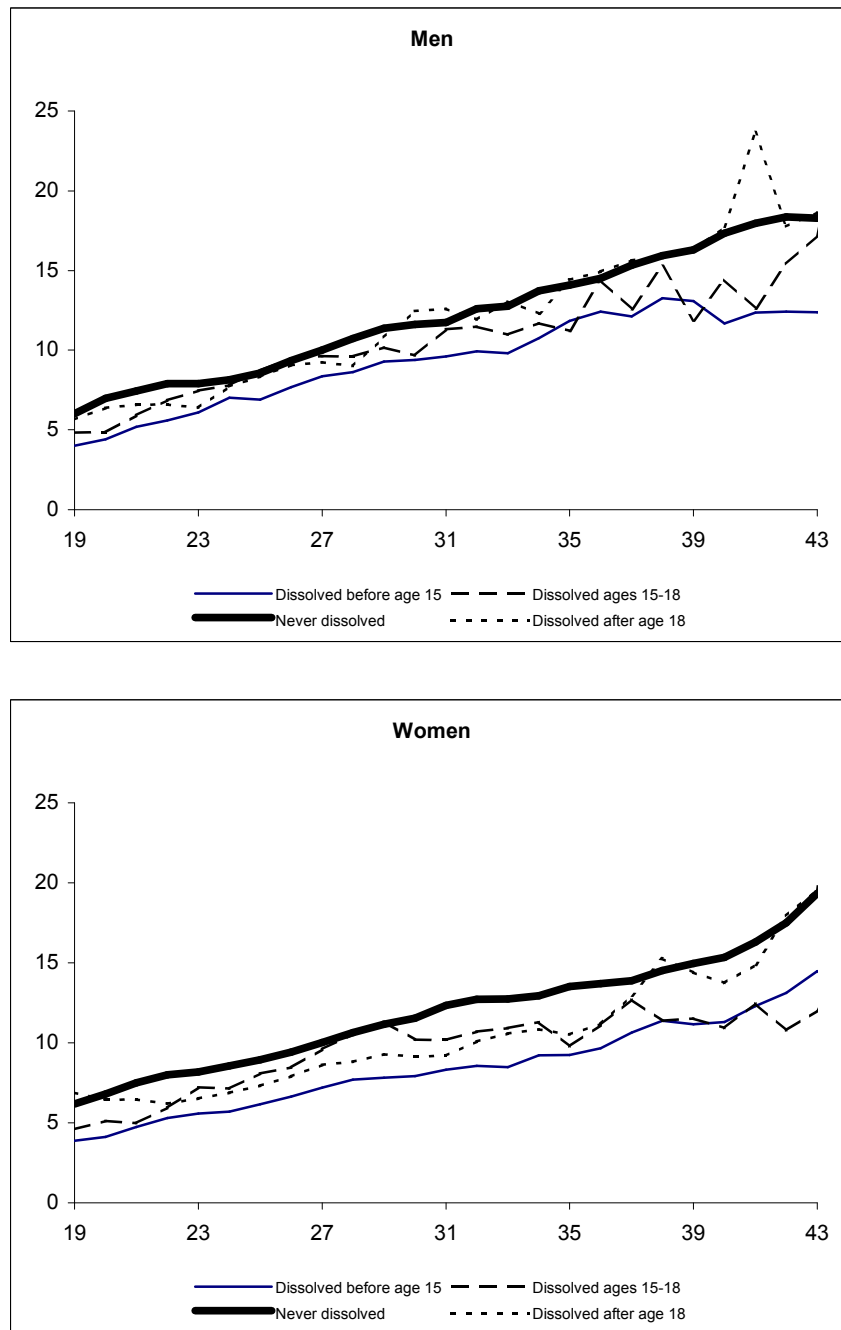 Men
25
20
15
10
5
0
19 23 27 31 35 39 43
Dissolved before age 15 Dissolved ages 15-18
Never dissolved Dissolved after age 18
Women
25
20
15
10
5
0
19 23 27 31 35 39 43
Dissolved before age 15 Dissolved ages 15-18
Never dissolved Dissolved after age 18